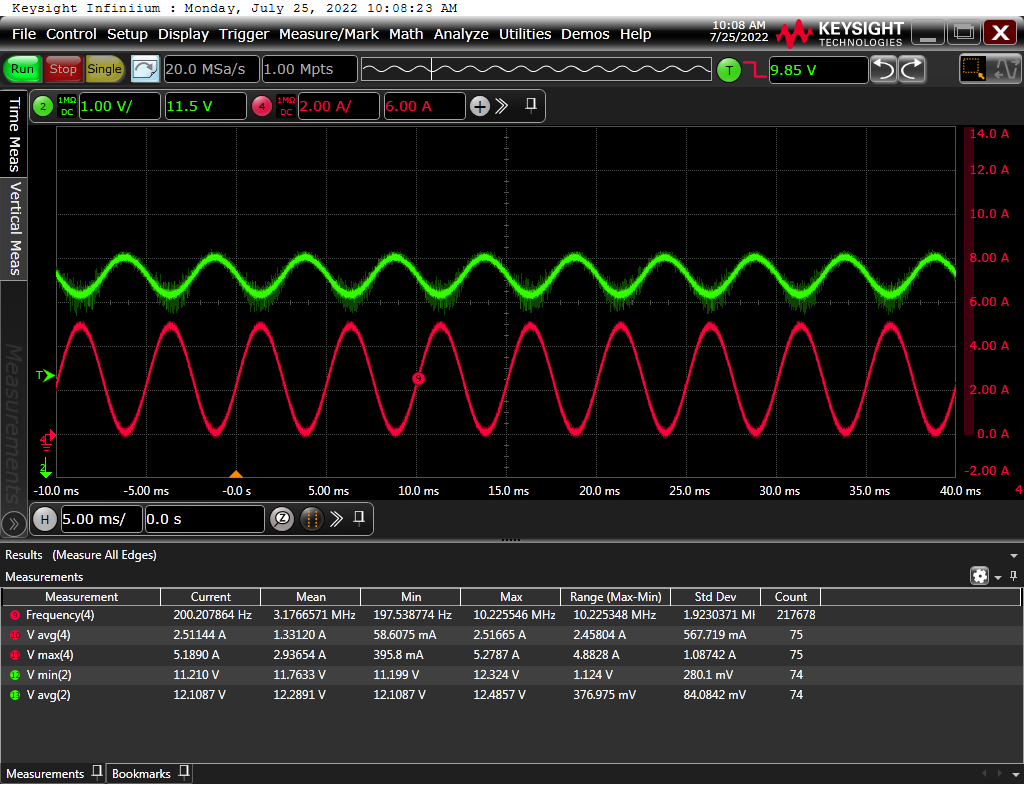 Keysight Infiniium : Monday, July 25, 2022 10:08:23 AM
File Control Setup Display Trigger Measure/Mark Math Analyze Utilities Demos Help
10:08 AM
7/25/2022
KEYSIGHT
TECHNOLOGIES
Run Stop Single 20.0 MSa/s 1.00 Mpts T 9.85 V
2 1MΩ DC 1.00 V/ 11.5 V 4 1MΩ DC 2.00 A/ 6.00 A
Time Meas
Vertical Meas
Measurements
14.0 A
12.0 A
10.0 A
8.00 A
6.00 A
4.00 A
2.00 A
0.0 A
-2.00 A
T
9
4
2
-10.0 ms -5.00 ms -0.0 s 5.00 ms 10.0 ms 15.0 ms 20.0 ms 25.0 ms 30.0 ms 35.0 ms 40.0 ms 4
H 5.00 ms/ 0.0 s Z
Results (Measure All Edges)
Measurements
Measurement Current Mean Min Max Range (Max-Min) Std Dev Count
9 Frequency(4) 200.207864 Hz 3.1766571 MHz 197.538774 Hz 10.225546 MHz 10.225348 MHz 1.9230371 MH 217678
10 V avg(4) 2.51144 A 1.33120 A 58.6075 mA 2.51665 A 2.45804 A 567.719 mA 75
11 V max(4) 5.1890 A 2.93654 A 395.8 mA 5.2787 A 4.8828 A 1.08742 A 75
12 V min(2) 11.210 V 11.7633 V 11.199 V 12.324 V 1.124 V 280.1 mV 74
13 V avg(2) 12.1087 V 12.2891 V 12.1087 V 12.4857 V 376.975 mV 84.0842 mV 74
Measurements Bookmarks